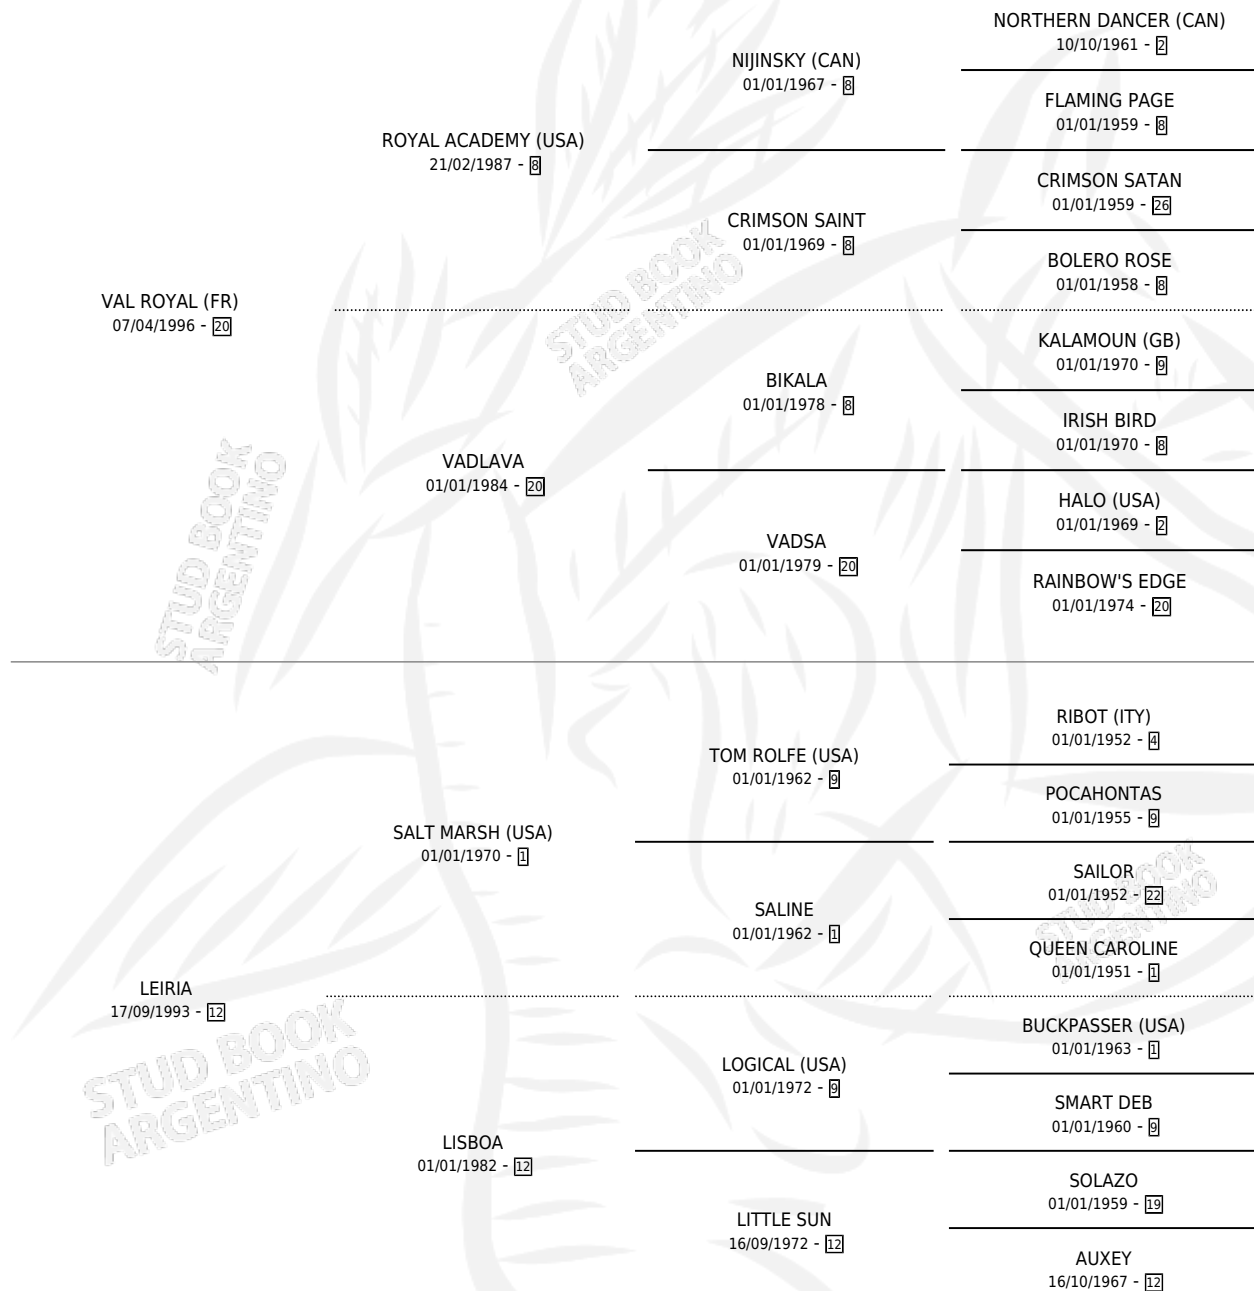 NORTHERN DANCER (CAN)
10/10/1961 - 2
NIJINSKY (CAN)
01/01/1967 - 8
FLAMING PAGE
01/01/1959 - 8
ROYAL ACADEMY (USA)
21/02/1987 - 8
CRIMSON SATAN
01/01/1959 - 26
CRIMSON SAINT
01/01/1969 - 8
BOLERO ROSE
01/01/1958 - 8
VAL ROYAL (FR)
07/04/1996 - 20
KALAMOUN (GB)
01/01/1970 - 9
BIKALA
01/01/1978 - 8
IRISH BIRD
01/01/1970 - 8
VADLAVA
01/01/1984 - 20
HALO (USA)
01/01/1969 - 2
VADSA
01/01/1979 - 20
RAINBOW'S EDGE
01/01/1974 - 20
RIBOT (ITY)
01/01/1952 - 4
TOM ROLFE (USA)
01/01/1962 - 9
POCAHONTAS
01/01/1955 - 9
SALT MARSH (USA)
01/01/1970 - 1
SAILOR
01/01/1952 - 22
SALINE
01/01/1962 - 1
QUEEN CAROLINE
01/01/1951 - 1
LEIRIA
17/09/1993 - 12
BUCKPASSER (USA)
01/01/1963 - 1
LOGICAL (USA)
01/01/1972 - 9
SMART DEB
01/01/1960 - 9
LISBOA
01/01/1982 - 12
SOLAZO
01/01/1959 - 19
LITTLE SUN
16/09/1972 - 12
AUXEY
16/10/1967 - 12
STUD BOOK
ARGENTINO
STUD BOOK
ARGENTINO
STUD BOOK
ARGENTINO
STUD BOOK
ARGENTINO